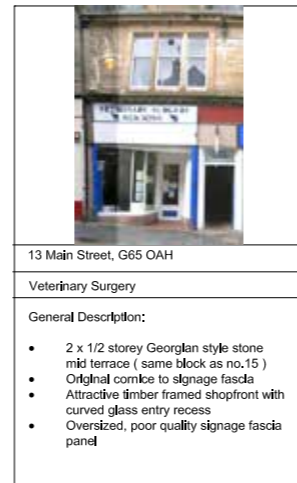 VETERINARY SURGERY
13 Main Street, G65 OAH
Veterinary Surgery
General Description:
• 2 x 1/2 storey Georgian style stone
mid terrace ( same block as no.15 )
• Original cornice to signage fascia
• Attractive timber framed shopfront with
curved glass entry recess
• Oversized, poor quality signage fascia
panel